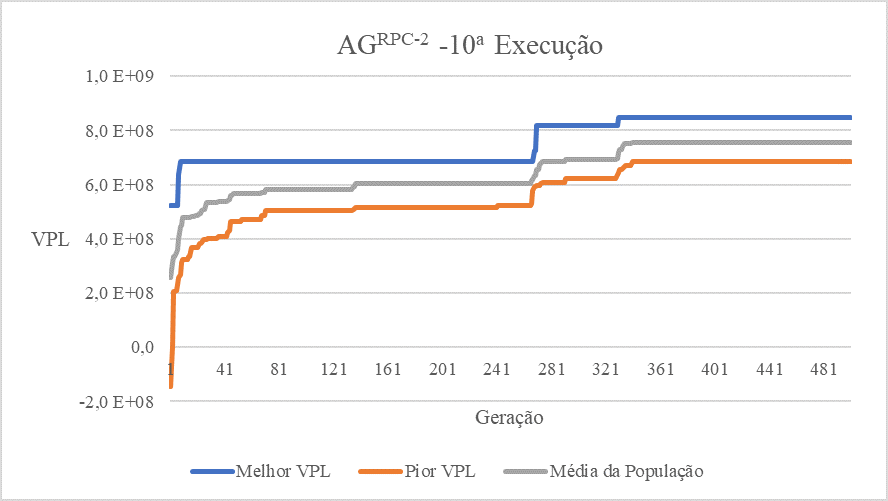 AGRPC-2 -10ª Execução
1,0 E+09
8,0 E+08
6,0 E+08
4,0 E+08
VPL
2,0 E+08
0,0
1 41 81 121 161 201 241 281 321 361 401 441 481
-2,0 E+08
Geração
Melhor VPL Pior VPL Média da População